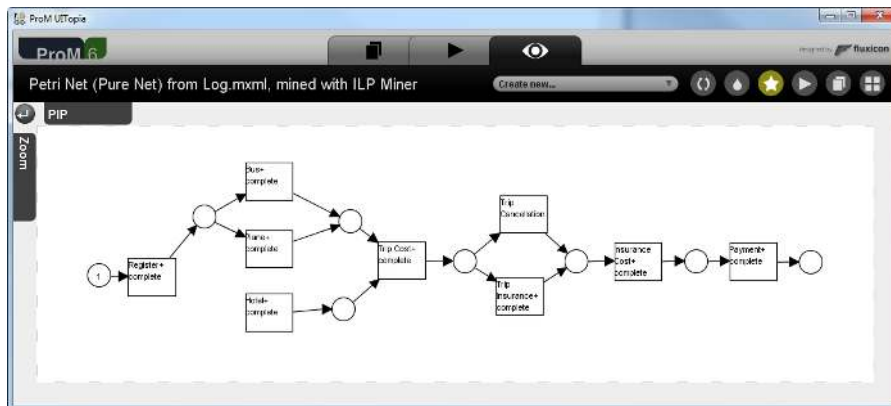 ProM UITopia
ProM 6
fluxicon
Petri Net (Pure Net) from Log.mxml, mined with ILP Miner
Create new...
PIP
Zoom
1
Register+
complete
Bus+
complete
Plane+
complete
Hotel+
complete
Trip Cost+
complete
Trip
Cancelation
Trip
Insurance+
complete
Insurance
Cost+
complete
Payment+
complete